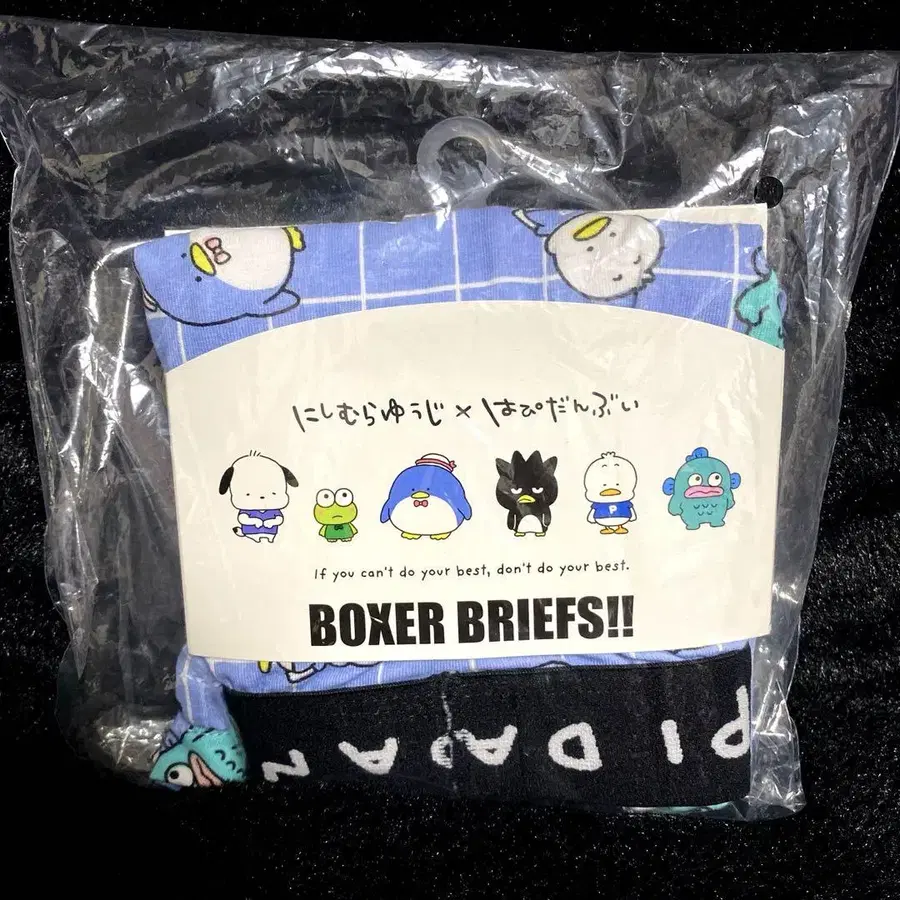 にしむらゆうじ×はぴだんぶい
P
If you can't do your best, don't do your best.
BOXER BRIEFS!!
PIDADAN